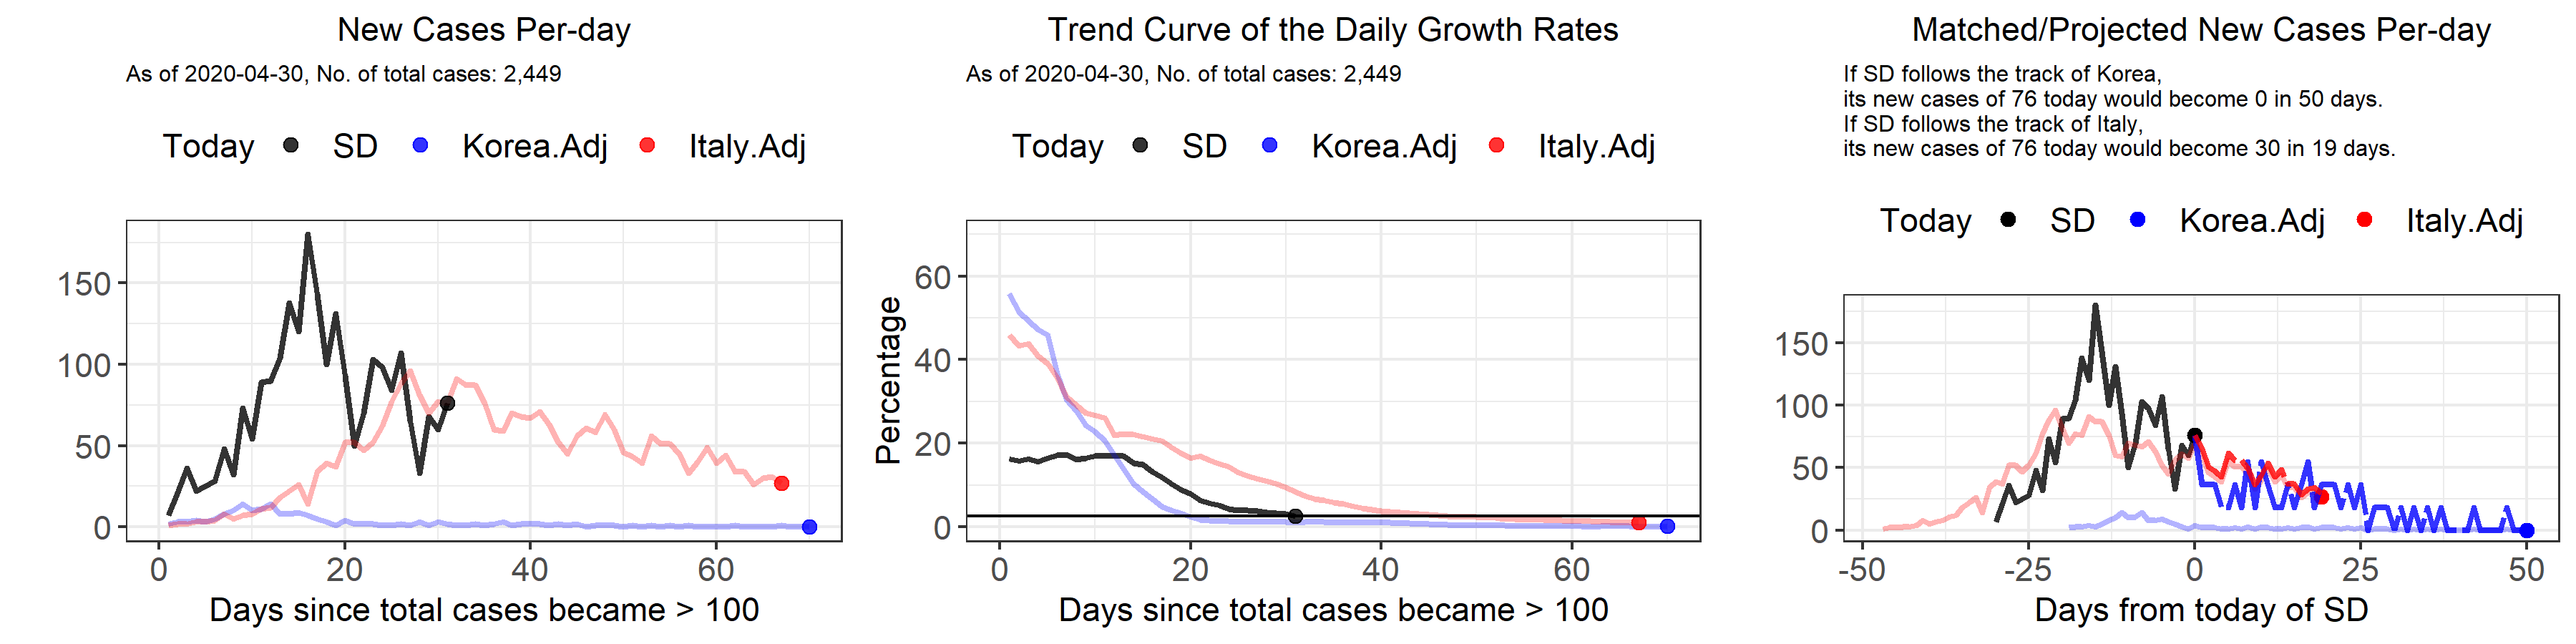 New Cases Per-day
As of 2020-04-30, No. of total cases: 2,449
Today SD Korea.Adj Italy.Adj
150
100
50
0
0 20 40 60
Days since total cases became > 100
Trend Curve of the Daily Growth Rates
As of 2020-04-30, No. of total cases: 2,449
Today SD Korea.Adj Italy.Adj
Percentage
60
40
20
0
0 20 40 60
Days since total cases became > 100
Matched/Projected New Cases Per-day
If SD follows the track of Korea,
its new cases of 76 today would become 0 in 50 days.
If SD follows the track of Italy,
its new cases of 76 today would become 30 in 19 days.
Today SD Korea.Adj Italy.Adj
150
100
50
0
-50 -25 0 25 50
Days from today of SD